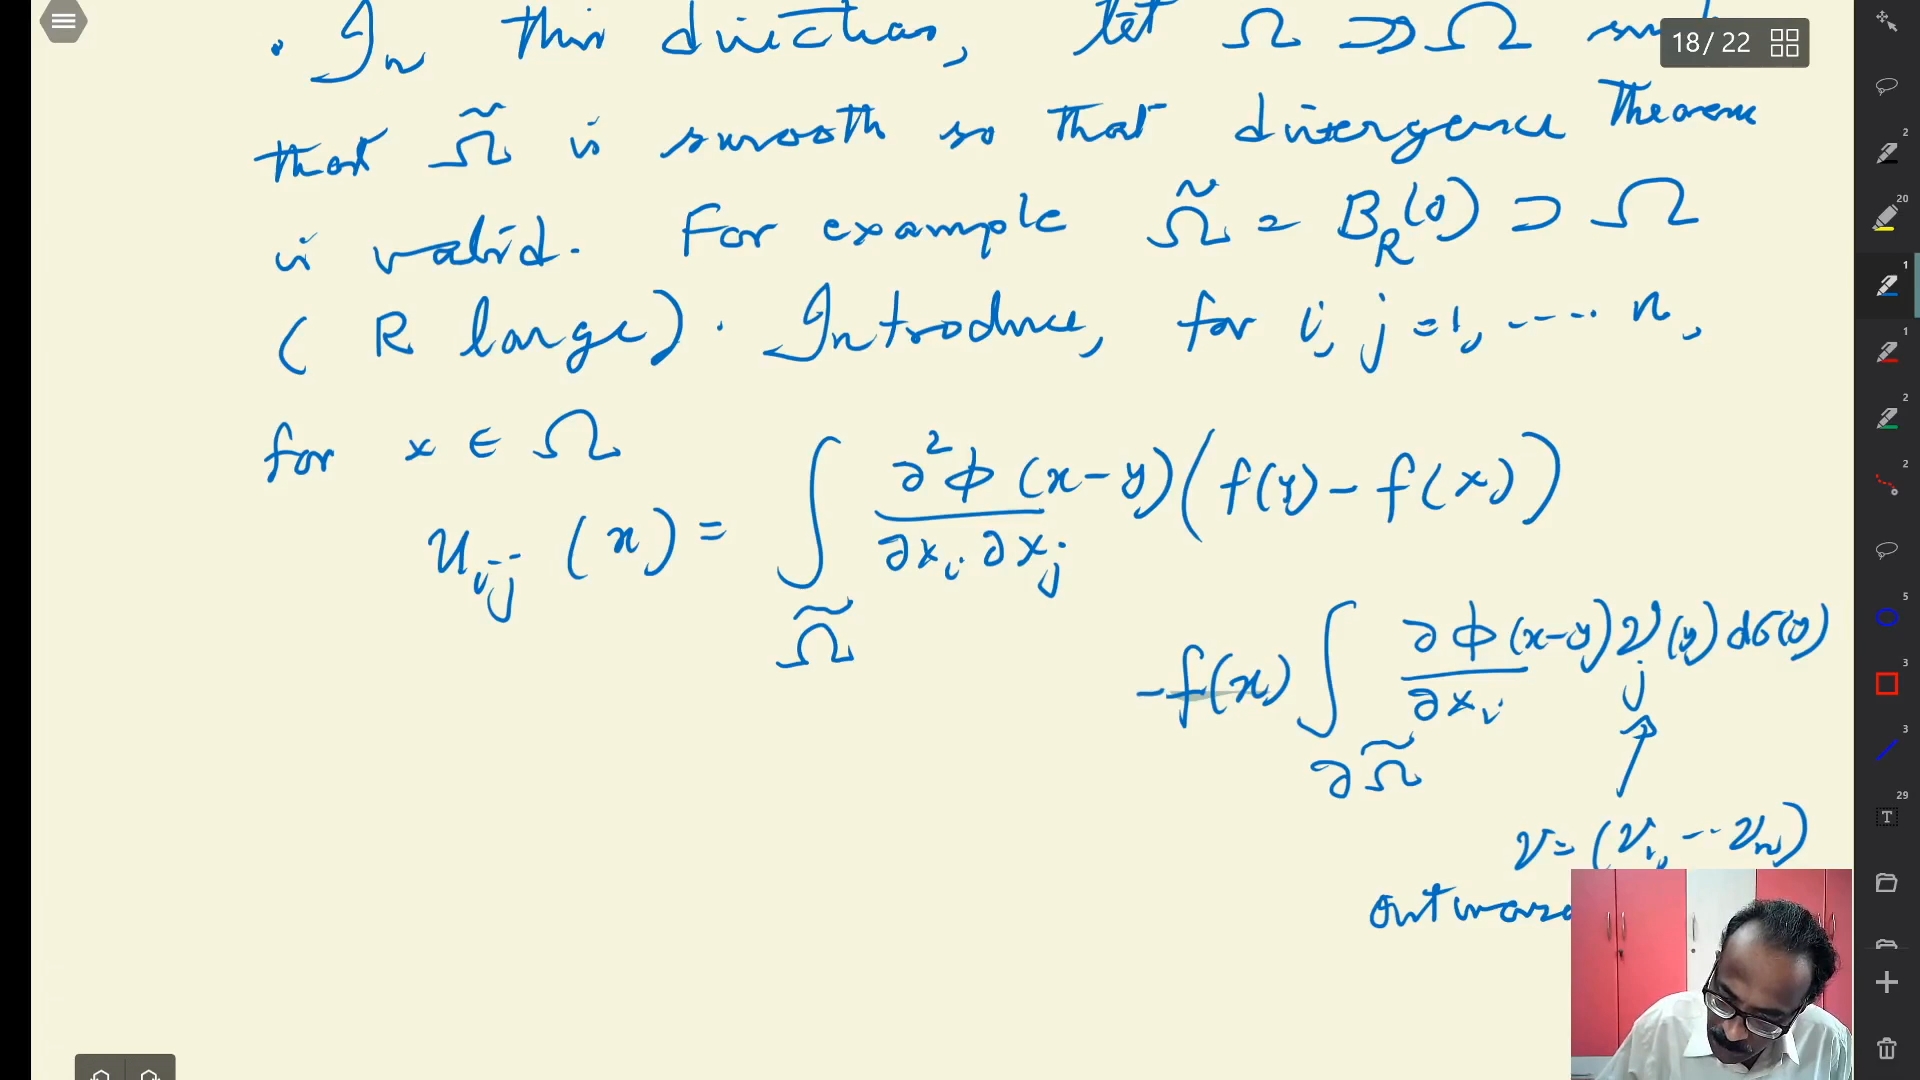 . In this direction, let Ω ⊃⊃ Ω
18/ 22
that Ω̃ is smooth so that divergence Theorem
is valid. For example Ω̃ = B_R(0) ⊃ Ω
( R large). Introduce, for i, j = 1, ---- n,
for x ∈ Ω
u_ij (x) = ∫_Ω̃ ∂²φ/∂x_i ∂x_j (x-y) ( f(y) - f(x) )
-f(x) ∫_∂Ω̃ ∂φ/∂x_i (x-y) ν_j (y) dσ(y)
ν = (ν_1, -- ν_n)